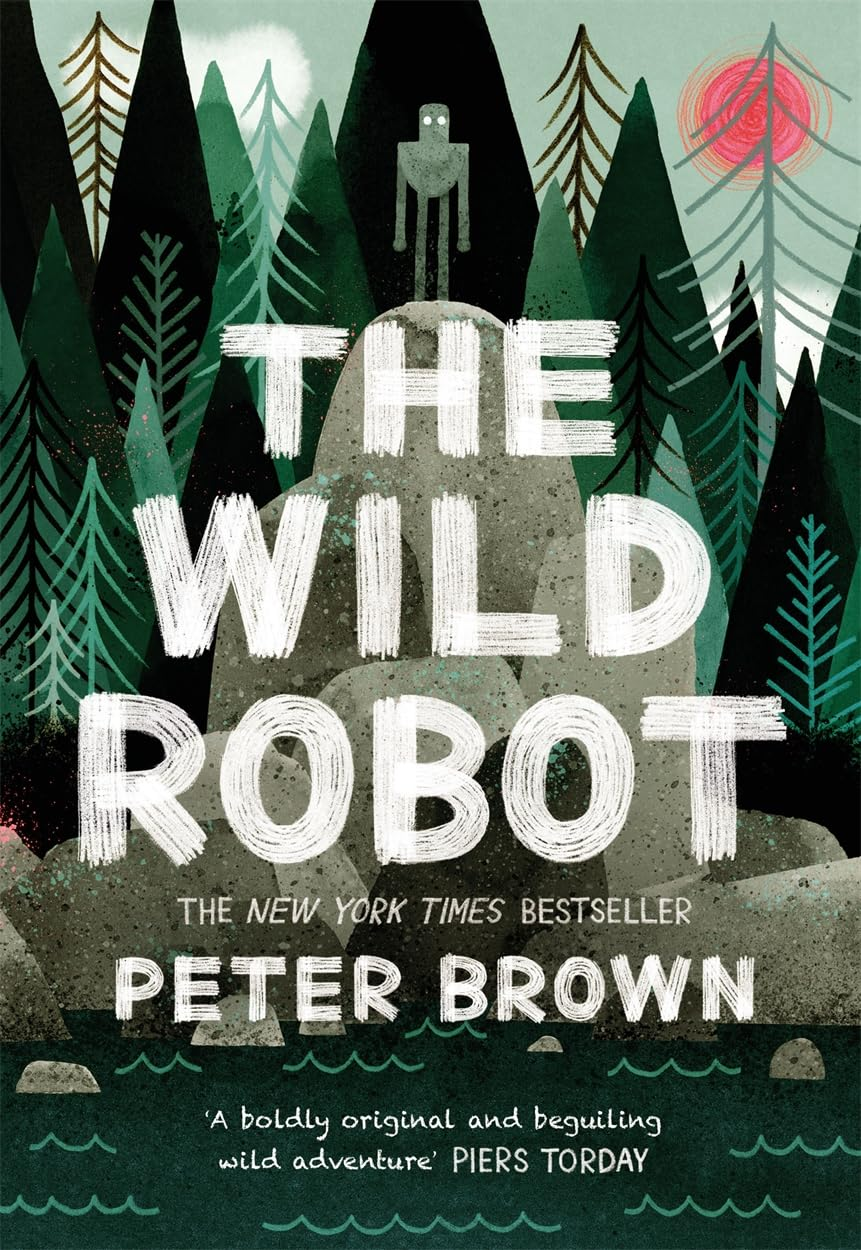 THE
WILD
ROBOT
THE NEW YORK TIMES BESTSELLER
PETER BROWN
‘A boldly original and beguiling
wild adventure’ PIERS TORDAY